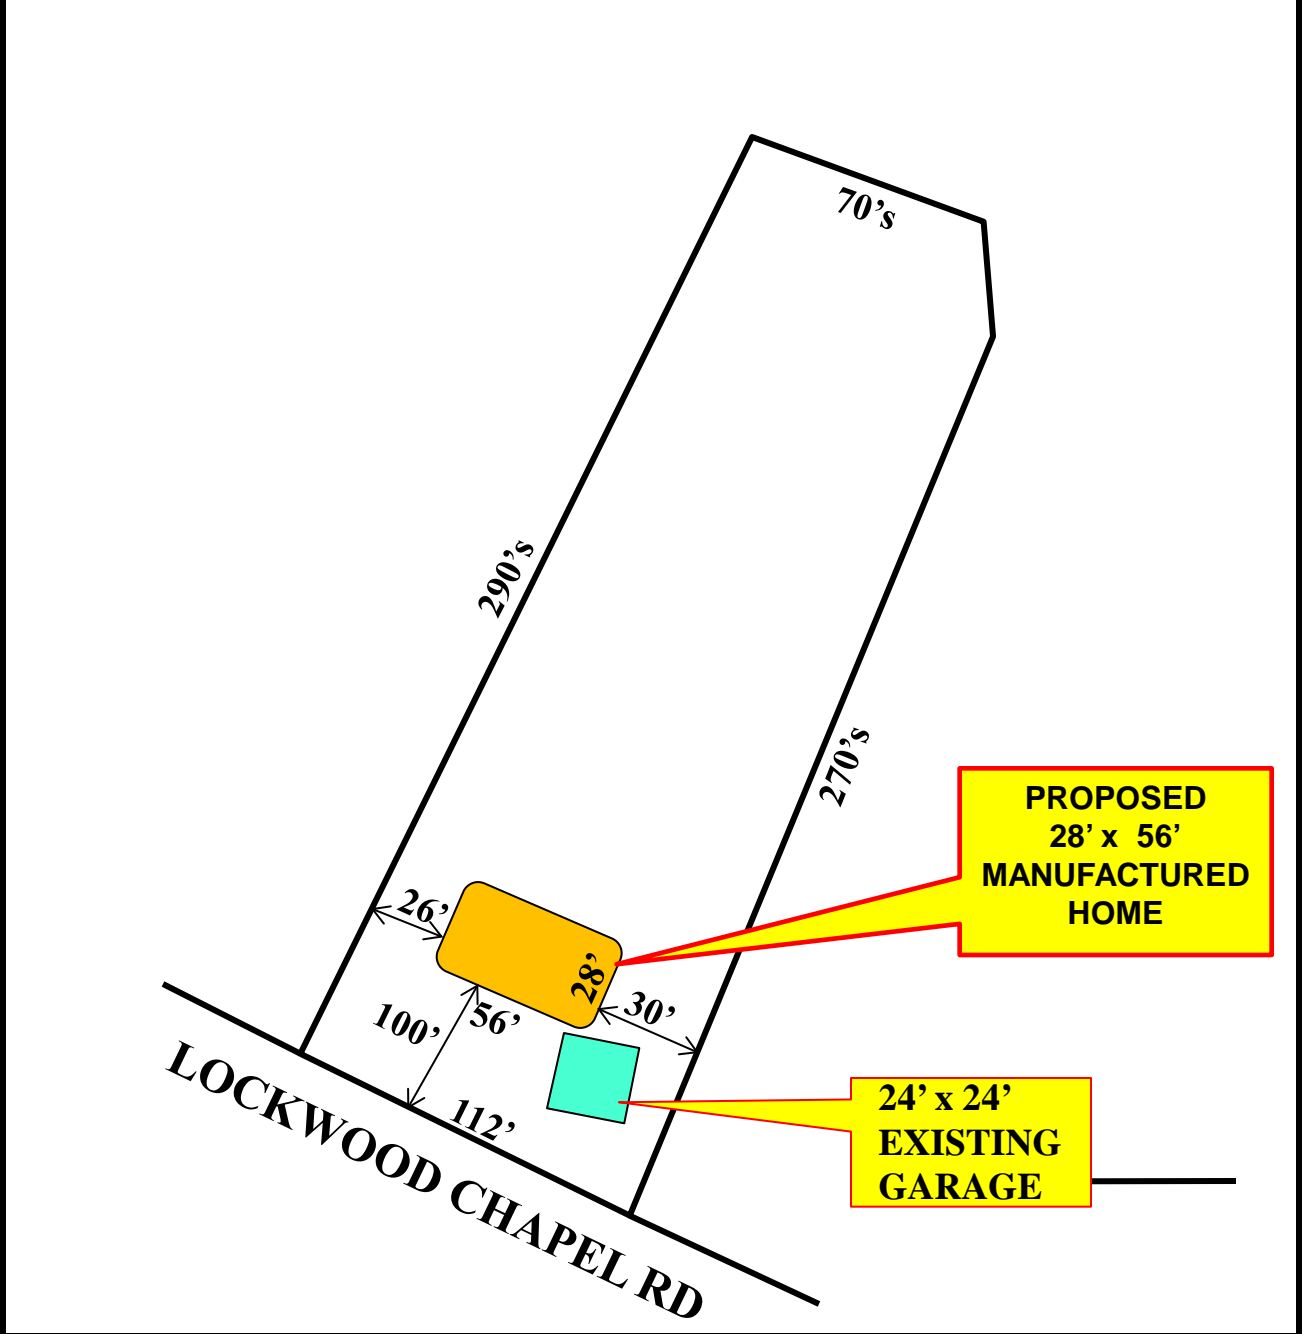 70’s
290’s
270’s
PROPOSED
28’ x 56’
MANUFACTURED
HOME
26’
28’
30’
100’
56’
112’
24’ x 24’
EXISTING
GARAGE
LOCKWOOD CHAPEL RD